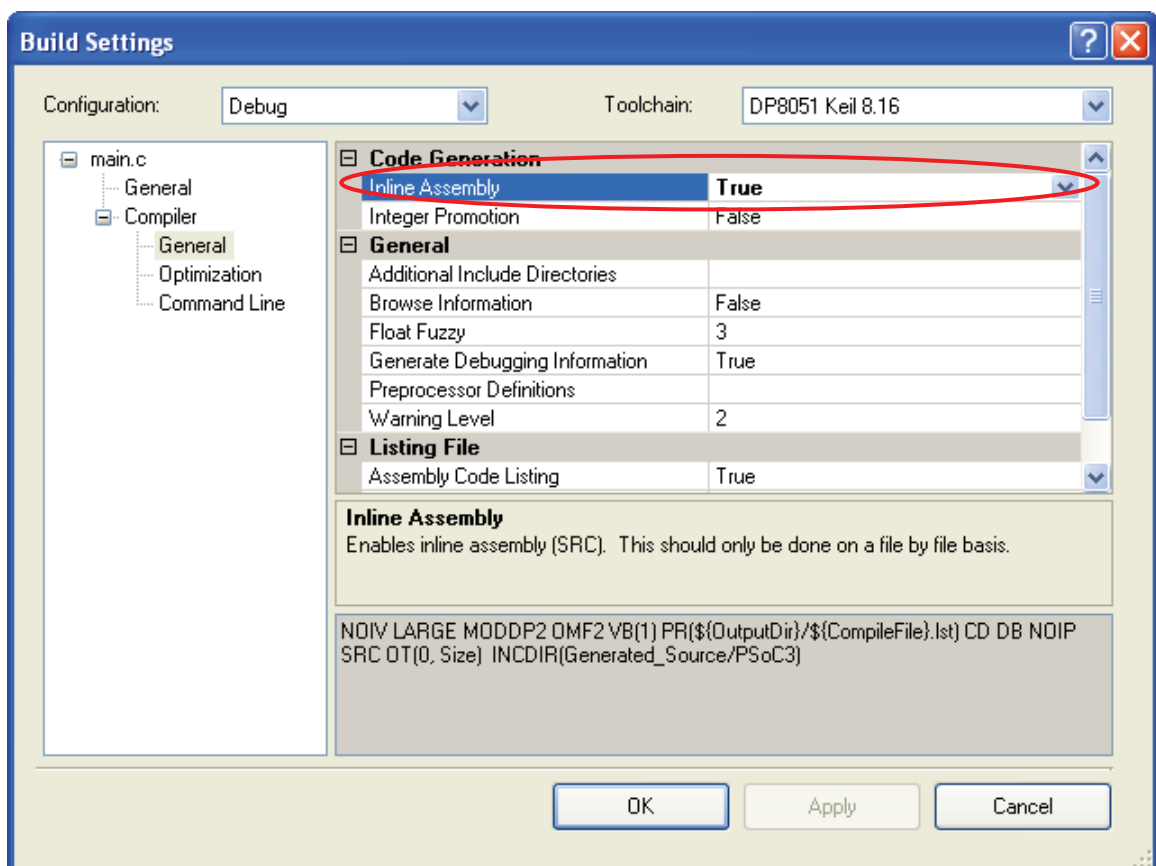 Build Settings
Configuration: Debug Toolchain: DP8051 Keil 8.16
main.c
General
Compiler
General
Optimization
Command Line
Code Generation
Inline Assembly True
Integer Promotion False
General
Additional Include Directories
Browse Information False
Float Fuzzy 3
Generate Debugging Information True
Preprocessor Definitions
Warning Level 2
Listing File
Assembly Code Listing True
Inline Assembly
Enables inline assembly (SRC). This should only be done on a file by file basis.
NOIV LARGE MODDP2 OMF2 VB(1) PR(${OutputDir}/${CompileFile}.lst) CD DB NOIP
SRC OT(0, Size) INCDIR(Generated_Source/PSoC3)
OK Apply Cancel